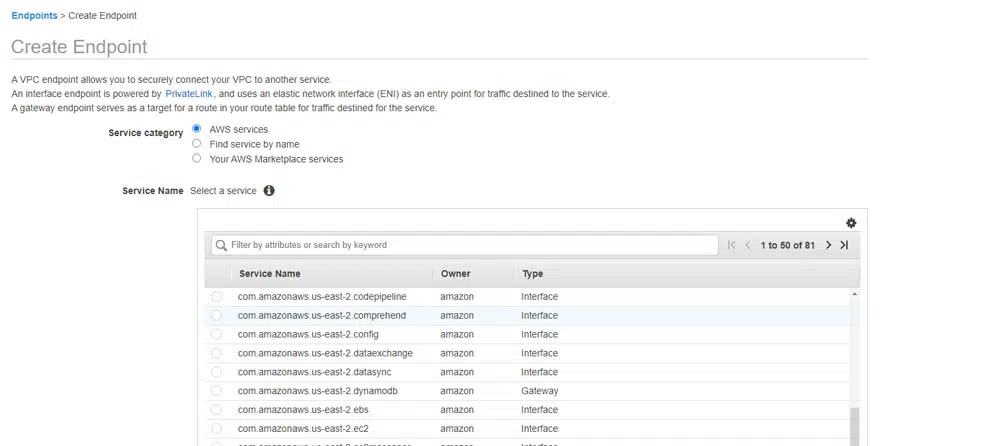 Endpoints > Create Endpoint
Create Endpoint
A VPC endpoint allows you to securely connect your VPC to another service.
An interface endpoint is powered by PrivateLink, and uses an elastic network interface (ENI) as an entry point for traffic destined to the service.
A gateway endpoint serves as a target for a route in your route table for traffic destined for the service.
Service category AWS services
Find service by name
Your AWS Marketplace services
Service Name Select a service
Filter by attributes or search by keyword 1 to 50 of 81
Service Name Owner Type
com.amazonaws.us-east-2.codepipeline amazon Interface
com.amazonaws.us-east-2.comprehend amazon Interface
com.amazonaws.us-east-2.config amazon Interface
com.amazonaws.us-east-2.dataexchange amazon Interface
com.amazonaws.us-east-2.datasync amazon Interface
com.amazonaws.us-east-2.dynamodb amazon Gateway
com.amazonaws.us-east-2.ebs amazon Interface
com.amazonaws.us-east-2.ec2 amazon Interface